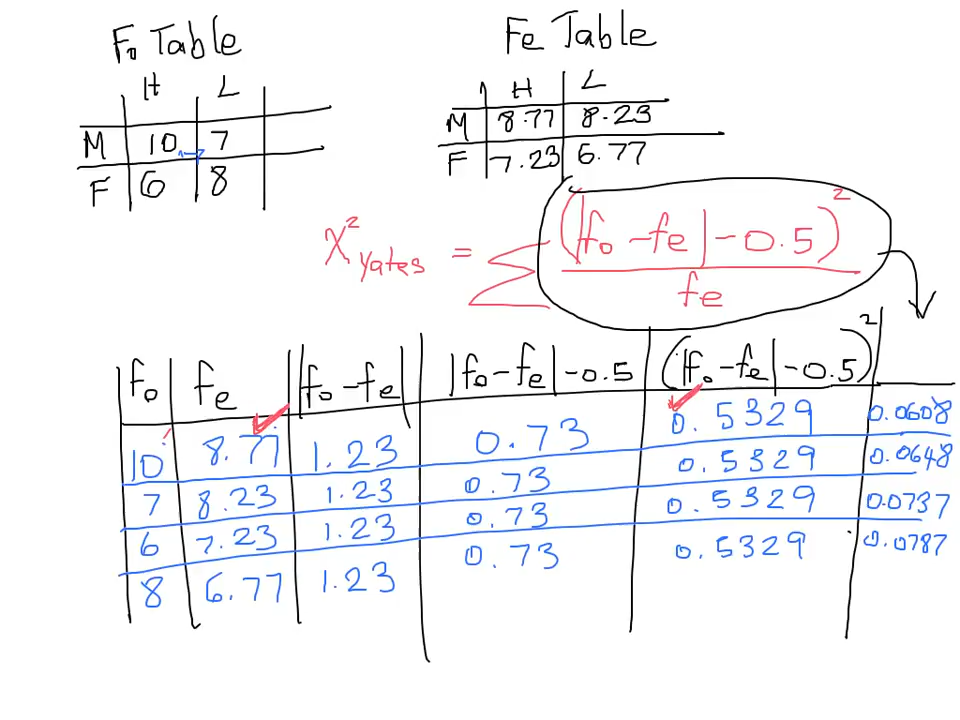 Fo Table
H L
M 10 7
F 6 8
Fe Table
H L
M 8.77 8.23
F 7.23 6.77
χ² Yates = Σ (|fo - fe| - 0.5)² / fe
fo fe |fo - fe| |fo - fe| - 0.5 (|fo - fe| - 0.5)²
10 8.77 1.23 0.73 0.5329 0.0608
7 8.23 1.23 0.73 0.5329 0.0648
6 7.23 1.23 0.73 0.5329 0.0737
8 6.77 1.23 0.73 0.5329 0.0787